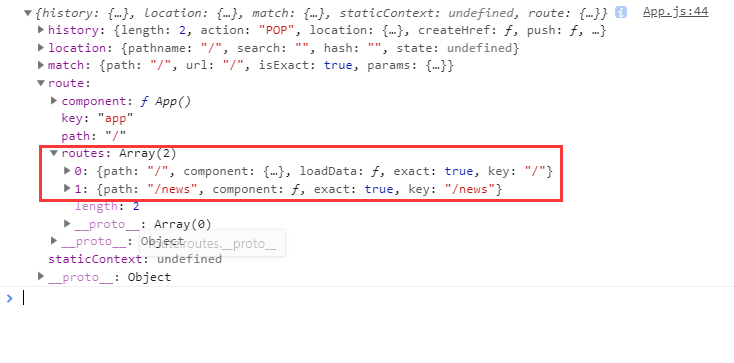 ▼{history: {…}, location: {…}, match: {…}, staticContext: undefined, route: {…}} i App.js:44
▶history: {length: 2, action: "POP", location: {…}, createHref: ƒ, push: ƒ, …}
▶location: {pathname: "/", search: "", hash: "", state: undefined}
▶match: {path: "/", url: "/", isExact: true, params: {…}}
▼route:
▶component: ƒ App()
key: "app"
path: "/"
▼routes: Array(2)
▶0: {path: "/", component: {…}, loadData: ƒ, exact: true, key: "/"}
▶1: {path: "/news", component: ƒ, exact: true, key: "/news"}
length: 2
▶__proto__: Array(0)
▶__proto__: Object
staticContext: undefined
▶__proto__: Object
>